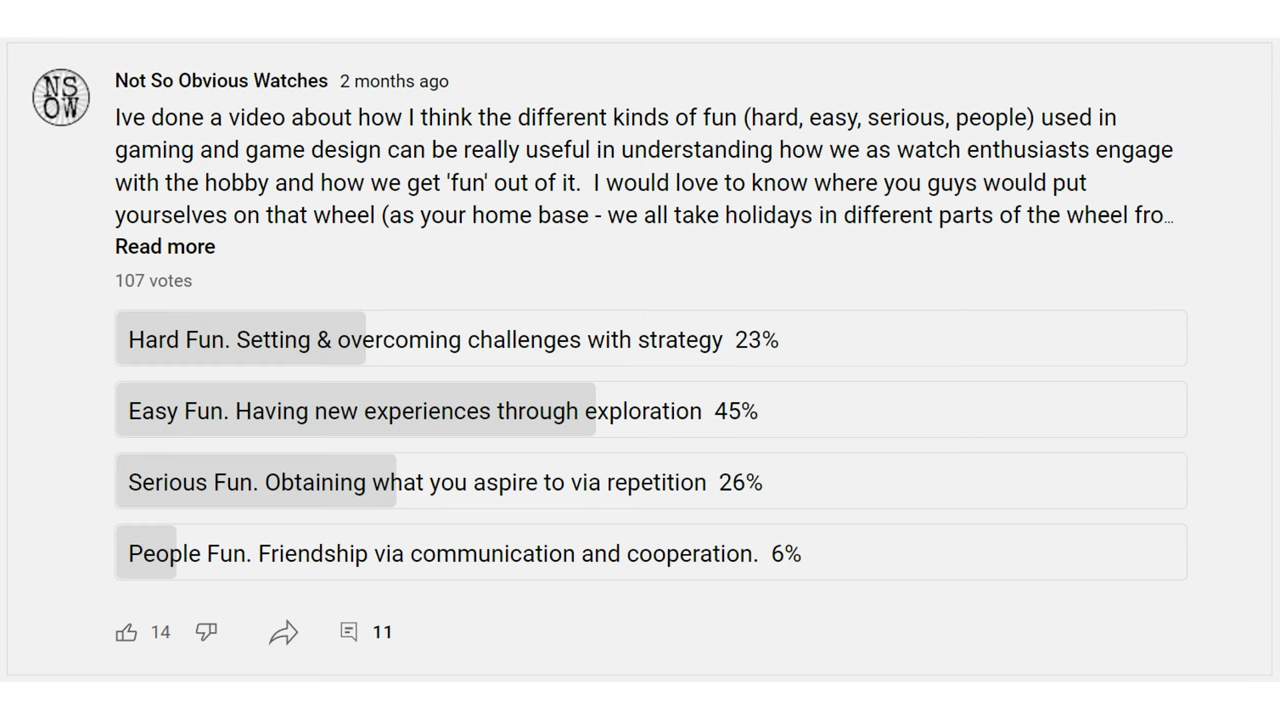 NS
OW
Not So Obvious Watches 2 months ago
Ive done a video about how I think the different kinds of fun (hard, easy, serious, people) used in
gaming and game design can be really useful in understanding how we as watch enthusiasts engage
with the hobby and how we get 'fun' out of it.  I would love to know where you guys would put
yourselves on that wheel (as your home base - we all take holidays in different parts of the wheel fro...
Read more
107 votes
Hard Fun. Setting & overcoming challenges with strategy 23%
Easy Fun. Having new experiences through exploration 45%
Serious Fun. Obtaining what you aspire to via repetition 26%
People Fun. Friendship via communication and cooperation. 6%
14 11